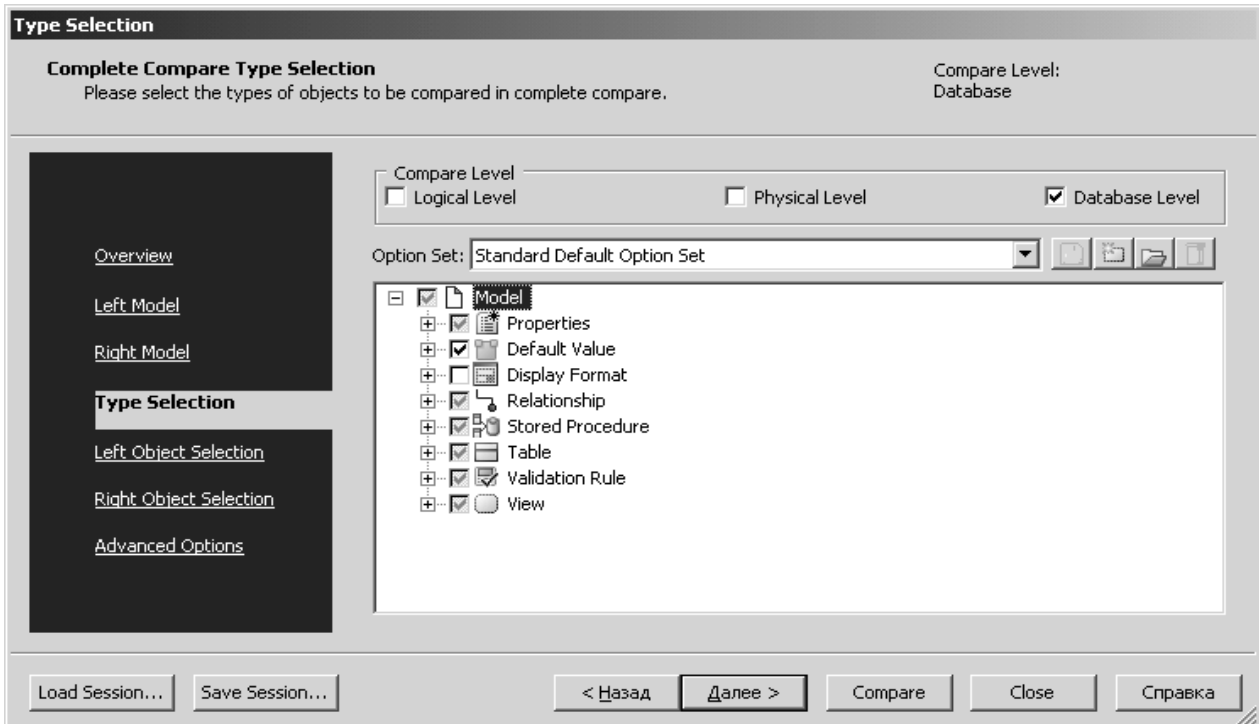 Type Selection
Complete Compare Type Selection
Please select the types of objects to be compared in complete compare.
Compare Level:
Database
Overview
Left Model
Right Model
Type Selection
Left Object Selection
Right Object Selection
Advanced Options
Compare Level
Logical Level
Physical Level
Database Level
Option Set: Standard Default Option Set
Model
Properties
Default Value
Display Format
Relationship
Stored Procedure
Table
Validation Rule
View
Load Session... Save Session... < Назад Далее > Compare Close Справка